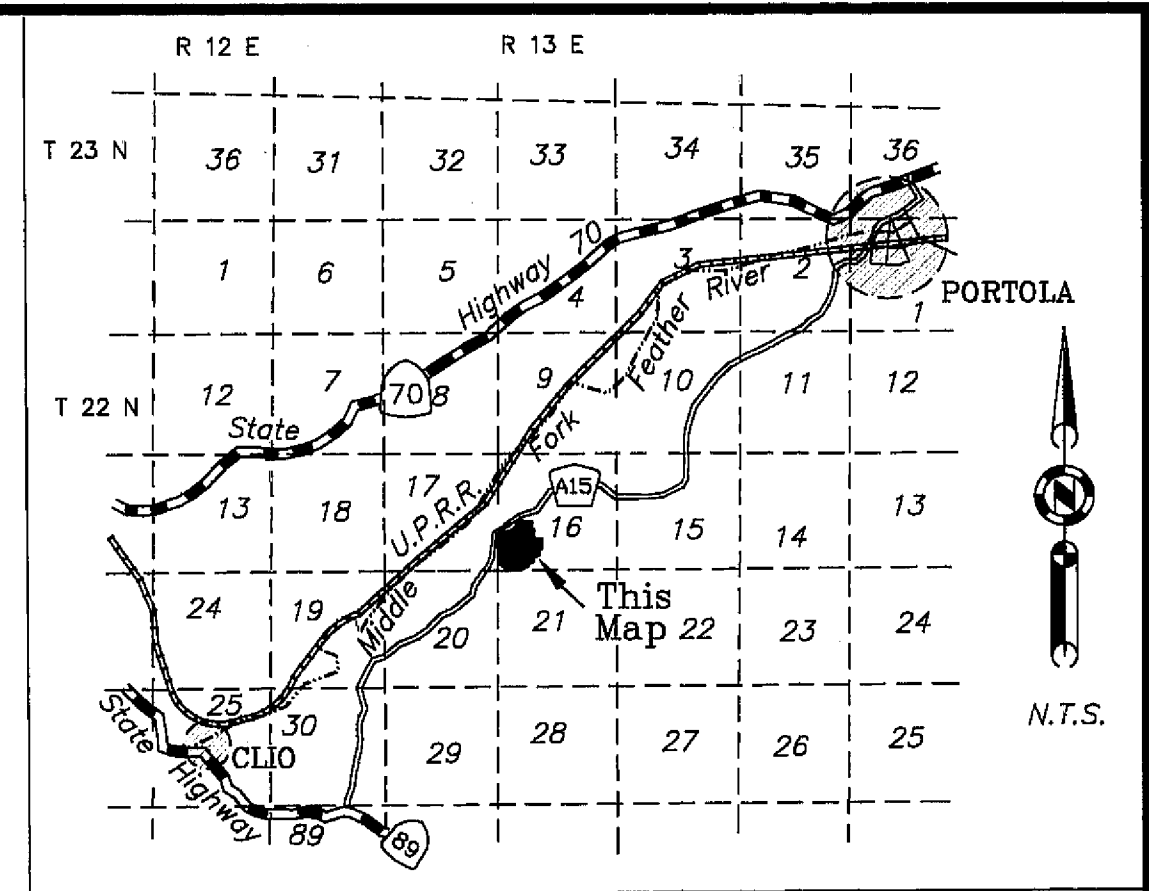 R 12 E R 13 E
T 23 N 36 31 32 33 34 35 36
1 6 5 4 3 2 1
Highway 70
Feather River
PORTOLA
T 22 N 12 7 8 9 10 11 12
70
State
Fork
A15
13 18 17 16 15 14 13
U.P.R.R.
This
Map
Middle
24 19 20 21 22 23 24
N
N.T.S.
25 30 29 28 27 26 25
CLIO
State
Highway
89
89